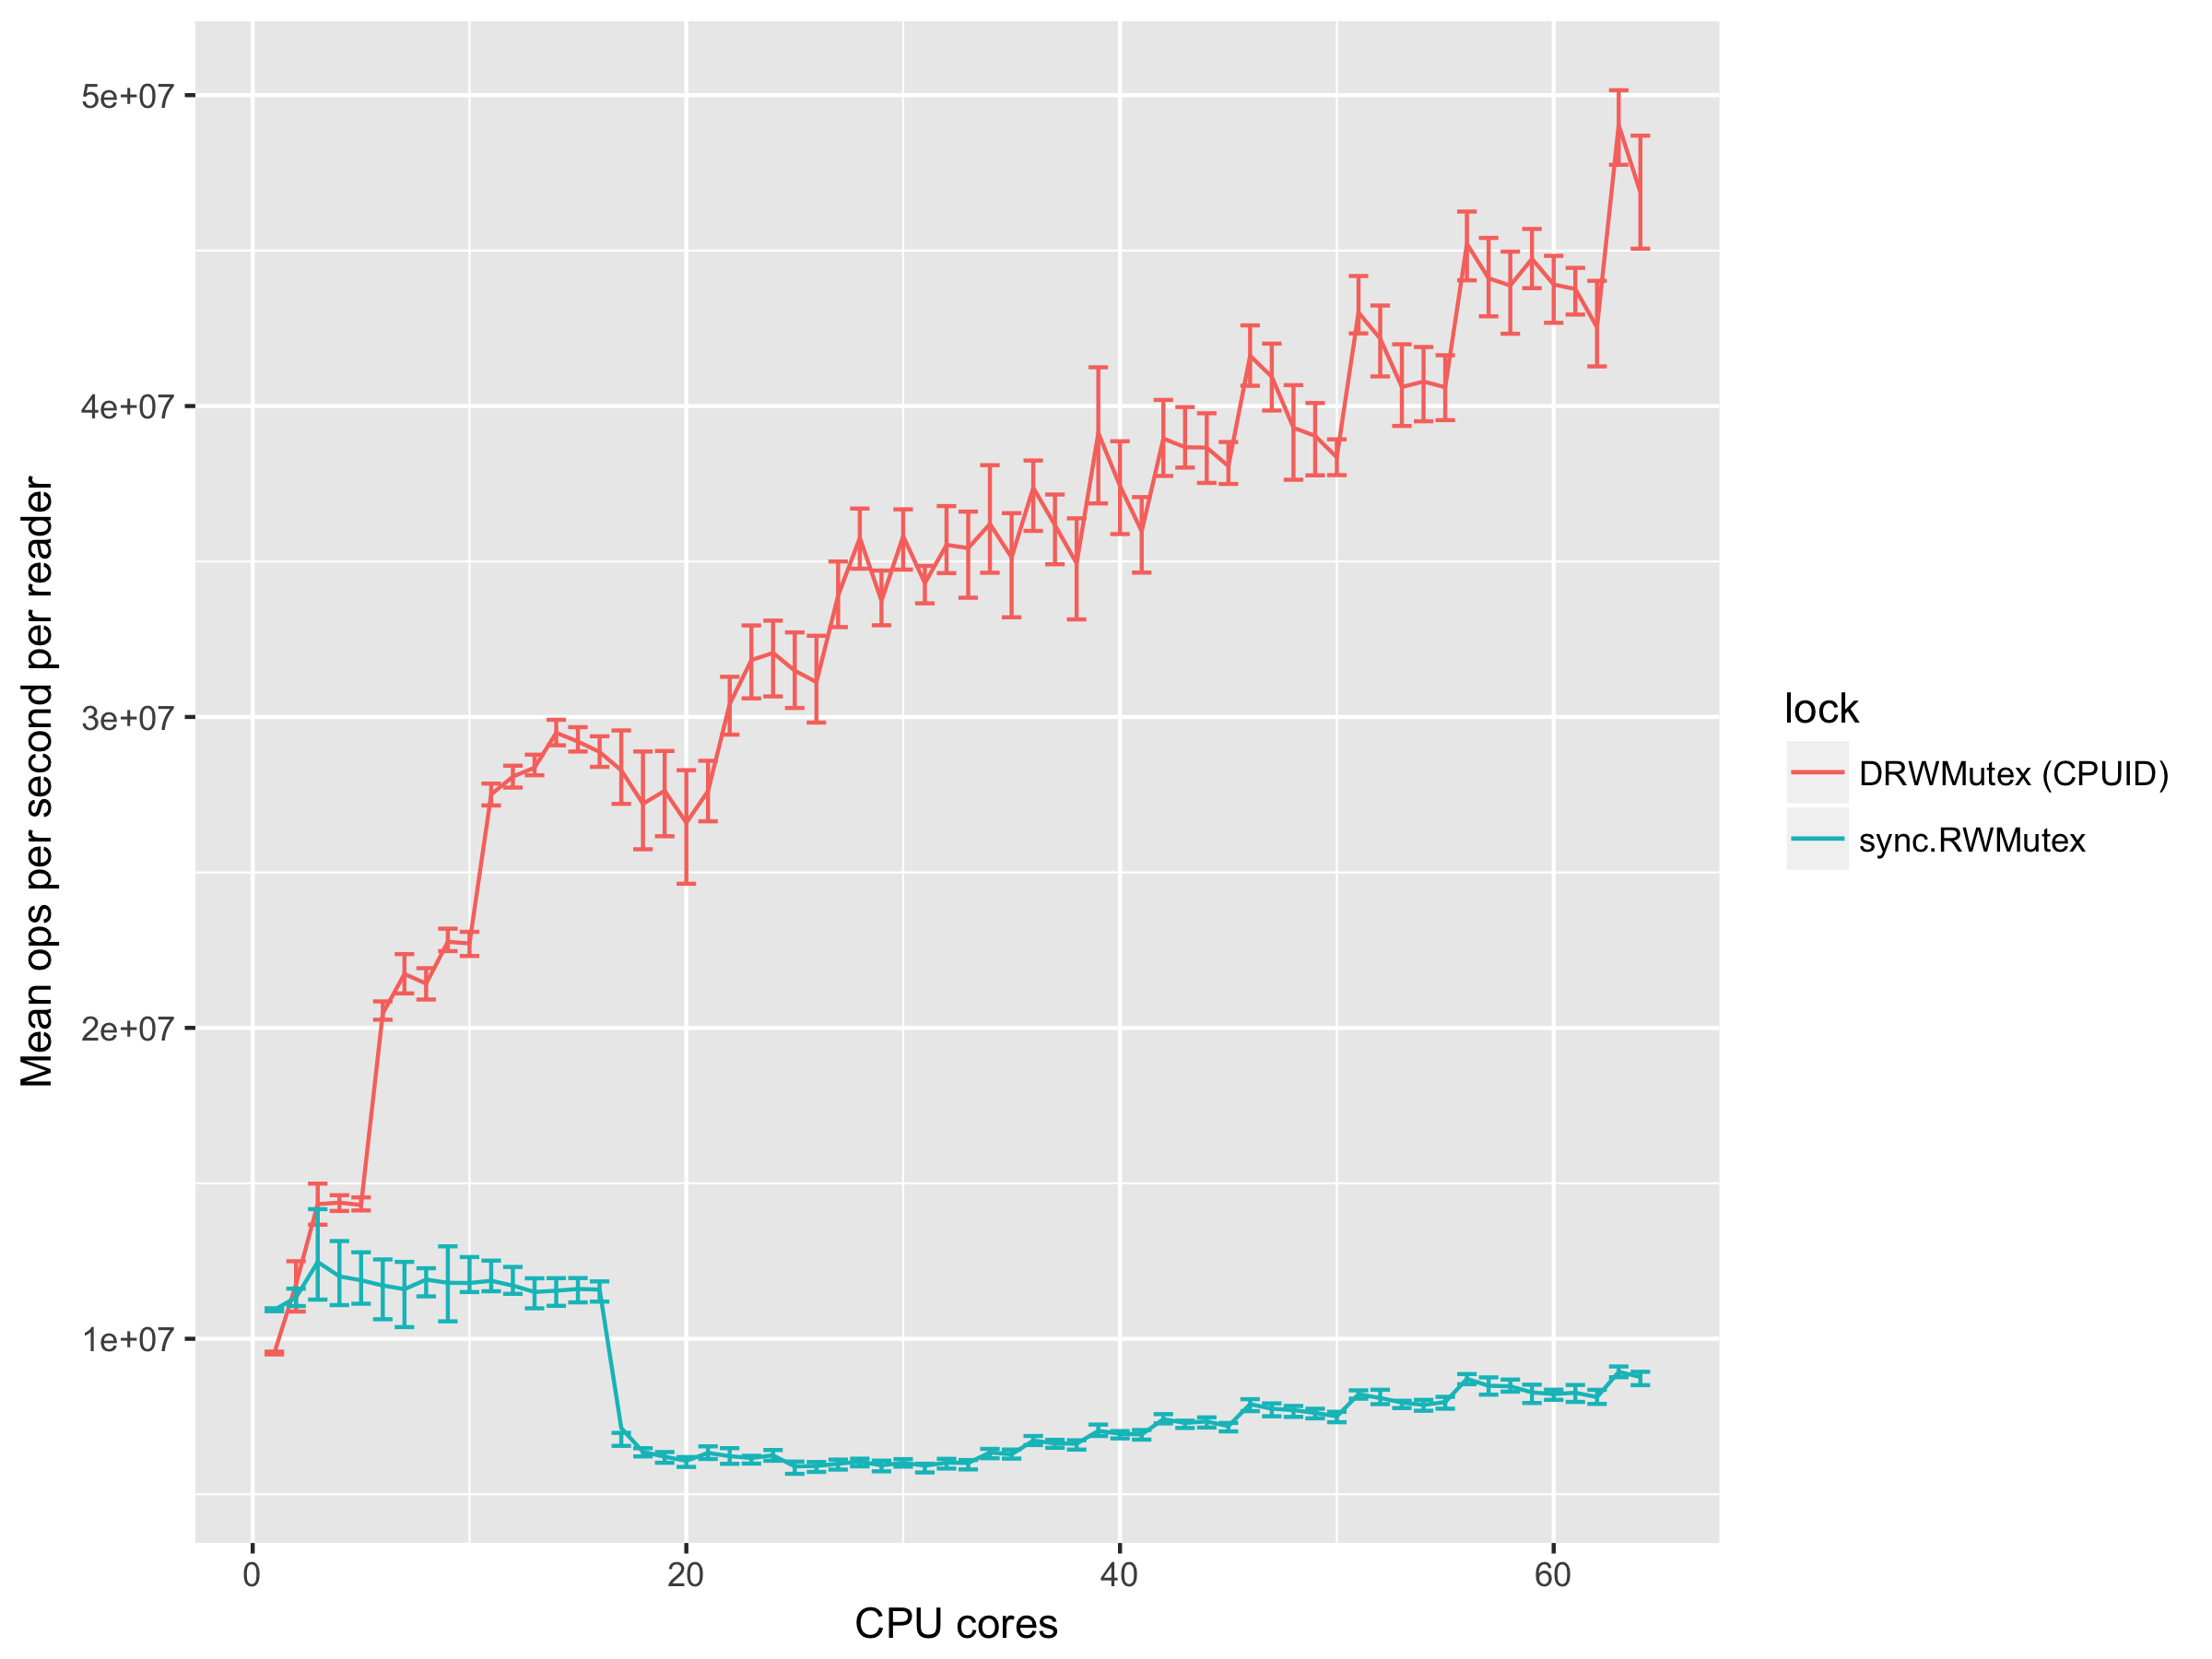 Mean ops per second per reader
5e+07
4e+07
3e+07
2e+07
1e+07
0
20
40
60
CPU cores
lock
DRWMutex (CPUID)
sync.RWMutex